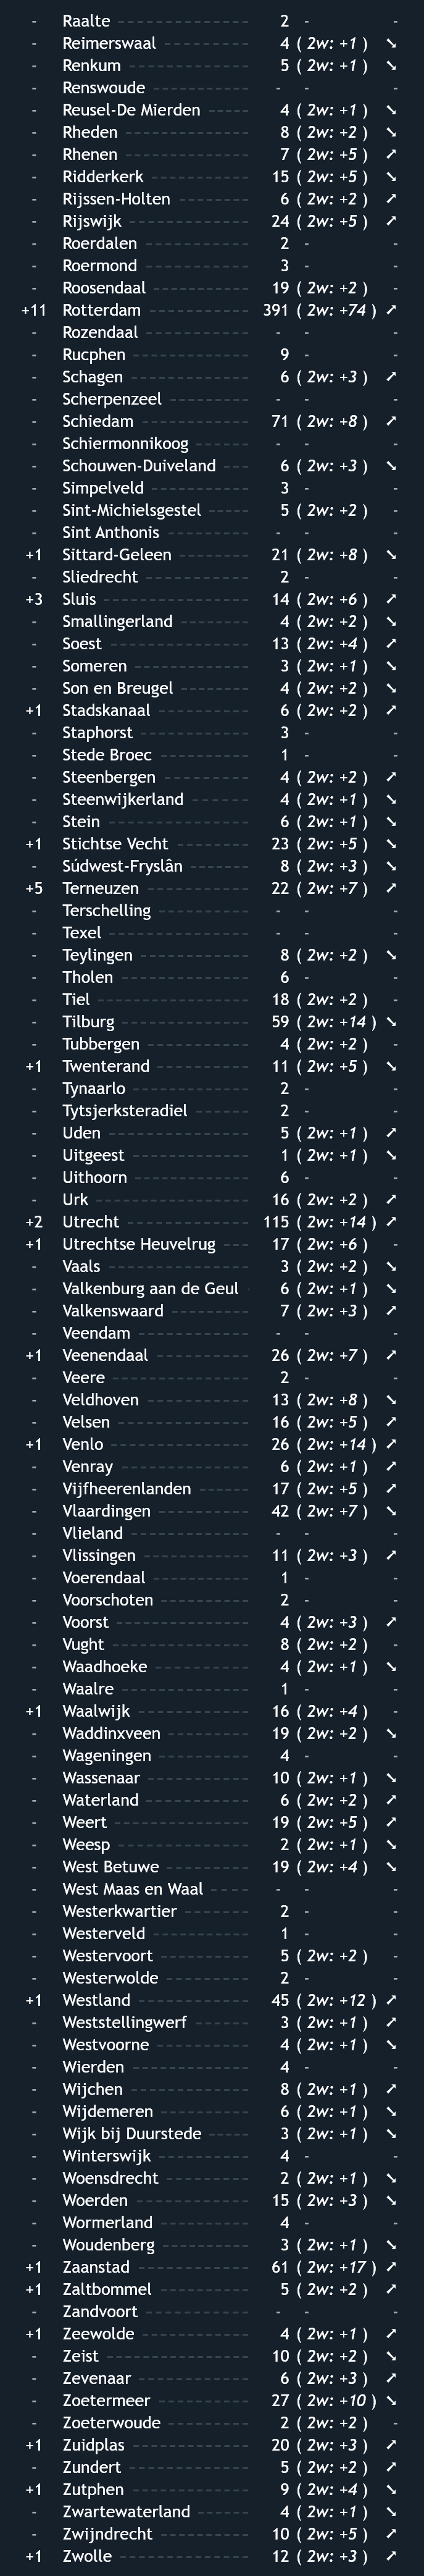 - Raalte 2 - -
- Reimerswaal 4 ( 2w: +1 ) ➘
- Renkum 5 ( 2w: +1 ) ➘
- Renswoude - - -
- Reusel-De Mierden 4 ( 2w: +1 ) ➘
- Rheden 8 ( 2w: +2 ) ➘
- Rhenen 7 ( 2w: +5 ) ➚
- Ridderkerk 15 ( 2w: +5 ) ➘
- Rijssen-Holten 6 ( 2w: +2 ) ➚
- Rijswijk 24 ( 2w: +5 ) ➚
- Roerdalen 2 - -
- Roermond 3 - -
- Roosendaal 19 ( 2w: +2 ) -
+11 Rotterdam 391 ( 2w: +74 ) ➚
- Rozendaal - - -
- Rucphen 9 - -
- Schagen 6 ( 2w: +3 ) ➚
- Scherpenzeel - - -
- Schiedam 71 ( 2w: +8 ) ➚
- Schiermonnikoog - - -
- Schouwen-Duiveland 6 ( 2w: +3 ) ➘
- Simpelveld 3 - -
- Sint-Michielsgestel 5 ( 2w: +2 ) -
- Sint Anthonis - - -
+1 Sittard-Geleen 21 ( 2w: +8 ) ➘
- Sliedrecht 2 - -
+3 Sluis 14 ( 2w: +6 ) ➚
- Smallingerland 4 ( 2w: +2 ) ➘
- Soest 13 ( 2w: +4 ) ➚
- Someren 3 ( 2w: +1 ) ➘
- Son en Breugel 4 ( 2w: +2 ) ➘
+1 Stadskanaal 6 ( 2w: +2 ) ➚
- Staphorst 3 - -
- Stede Broec 1 - -
- Steenbergen 4 ( 2w: +2 ) ➚
- Steenwijkerland 4 ( 2w: +1 ) ➘
- Stein 6 ( 2w: +1 ) ➘
+1 Stichtse Vecht 23 ( 2w: +5 ) ➘
- Súdwest-Fryslân 8 ( 2w: +3 ) ➘
+5 Terneuzen 22 ( 2w: +7 ) ➚
- Terschelling - - -
- Texel - - -
- Teylingen 8 ( 2w: +2 ) ➘
- Tholen 6 - -
- Tiel 18 ( 2w: +2 ) -
- Tilburg 59 ( 2w: +14 ) ➘
- Tubbergen 4 ( 2w: +2 ) -
+1 Twenterand 11 ( 2w: +5 ) ➘
- Tynaarlo 2 - -
- Tytsjerksteradiel 2 - -
- Uden 5 ( 2w: +1 ) ➚
- Uitgeest 1 ( 2w: +1 ) ➘
- Uithoorn 6 - -
- Urk 16 ( 2w: +2 ) ➚
+2 Utrecht 115 ( 2w: +14 ) ➚
+1 Utrechtse Heuvelrug 17 ( 2w: +6 ) -
- Vaals 3 ( 2w: +2 ) ➘
- Valkenburg aan de Geul 6 ( 2w: +1 ) ➘
- Valkenswaard 7 ( 2w: +3 ) ➚
- Veendam - - -
+1 Veenendaal 26 ( 2w: +7 ) ➚
- Veere 2 - -
- Veldhoven 13 ( 2w: +8 ) ➘
- Velsen 16 ( 2w: +5 ) ➚
+1 Venlo 26 ( 2w: +14 ) ➚
- Venray 6 ( 2w: +1 ) ➚
- Vijfheerenlanden 17 ( 2w: +5 ) ➚
- Vlaardingen 42 ( 2w: +7 ) ➘
- Vlieland - - -
- Vlissingen 11 ( 2w: +3 ) ➚
- Voerendaal 1 - -
- Voorschoten 2 - -
- Voorst 4 ( 2w: +3 ) ➚
- Vught 8 ( 2w: +2 ) -
- Waadhoeke 4 ( 2w: +1 ) ➘
- Waalre 1 - -
+1 Waalwijk 16 ( 2w: +4 ) -
- Waddinxveen 19 ( 2w: +2 ) ➘
- Wageningen 4 - -
- Wassenaar 10 ( 2w: +1 ) ➘
- Waterland 6 ( 2w: +2 ) ➚
- Weert 19 ( 2w: +5 ) ➚
- Weesp 2 ( 2w: +1 ) ➘
- West Betuwe 19 ( 2w: +4 ) ➘
- West Maas en Waal - - -
- Westerkwartier 2 - -
- Westerveld 1 - -
- Westervoort 5 ( 2w: +2 ) -
- Westerwolde 2 - -
+1 Westland 45 ( 2w: +12 ) ➚
- Weststellingwerf 3 ( 2w: +1 ) ➚
- Westvoorne 4 ( 2w: +1 ) ➘
- Wierden 4 - -
- Wijchen 8 ( 2w: +1 ) ➚
- Wijdemeren 6 ( 2w: +1 ) ➘
- Wijk bij Duurstede 3 ( 2w: +1 ) ➘
- Winterswijk 4 - -
- Woensdrecht 2 ( 2w: +1 ) ➘
- Woerden 15 ( 2w: +3 ) ➘
- Wormerland 4 - -
- Woudenberg 3 ( 2w: +1 ) ➘
+1 Zaanstad 61 ( 2w: +17 ) ➚
+1 Zaltbommel 5 ( 2w: +2 ) ➚
- Zandvoort - - -
+1 Zeewolde 4 ( 2w: +1 ) ➚
- Zeist 10 ( 2w: +2 ) ➘
- Zevenaar 6 ( 2w: +3 ) ➚
- Zoetermeer 27 ( 2w: +10 ) ➘
- Zoeterwoude 2 ( 2w: +2 ) -
+1 Zuidplas 20 ( 2w: +3 ) ➚
- Zundert 5 ( 2w: +2 ) ➚
+1 Zutphen 9 ( 2w: +4 ) ➘
- Zwartewaterland 4 ( 2w: +1 ) ➘
- Zwijndrecht 10 ( 2w: +5 ) ➚
+1 Zwolle 12 ( 2w: +3 ) ➚